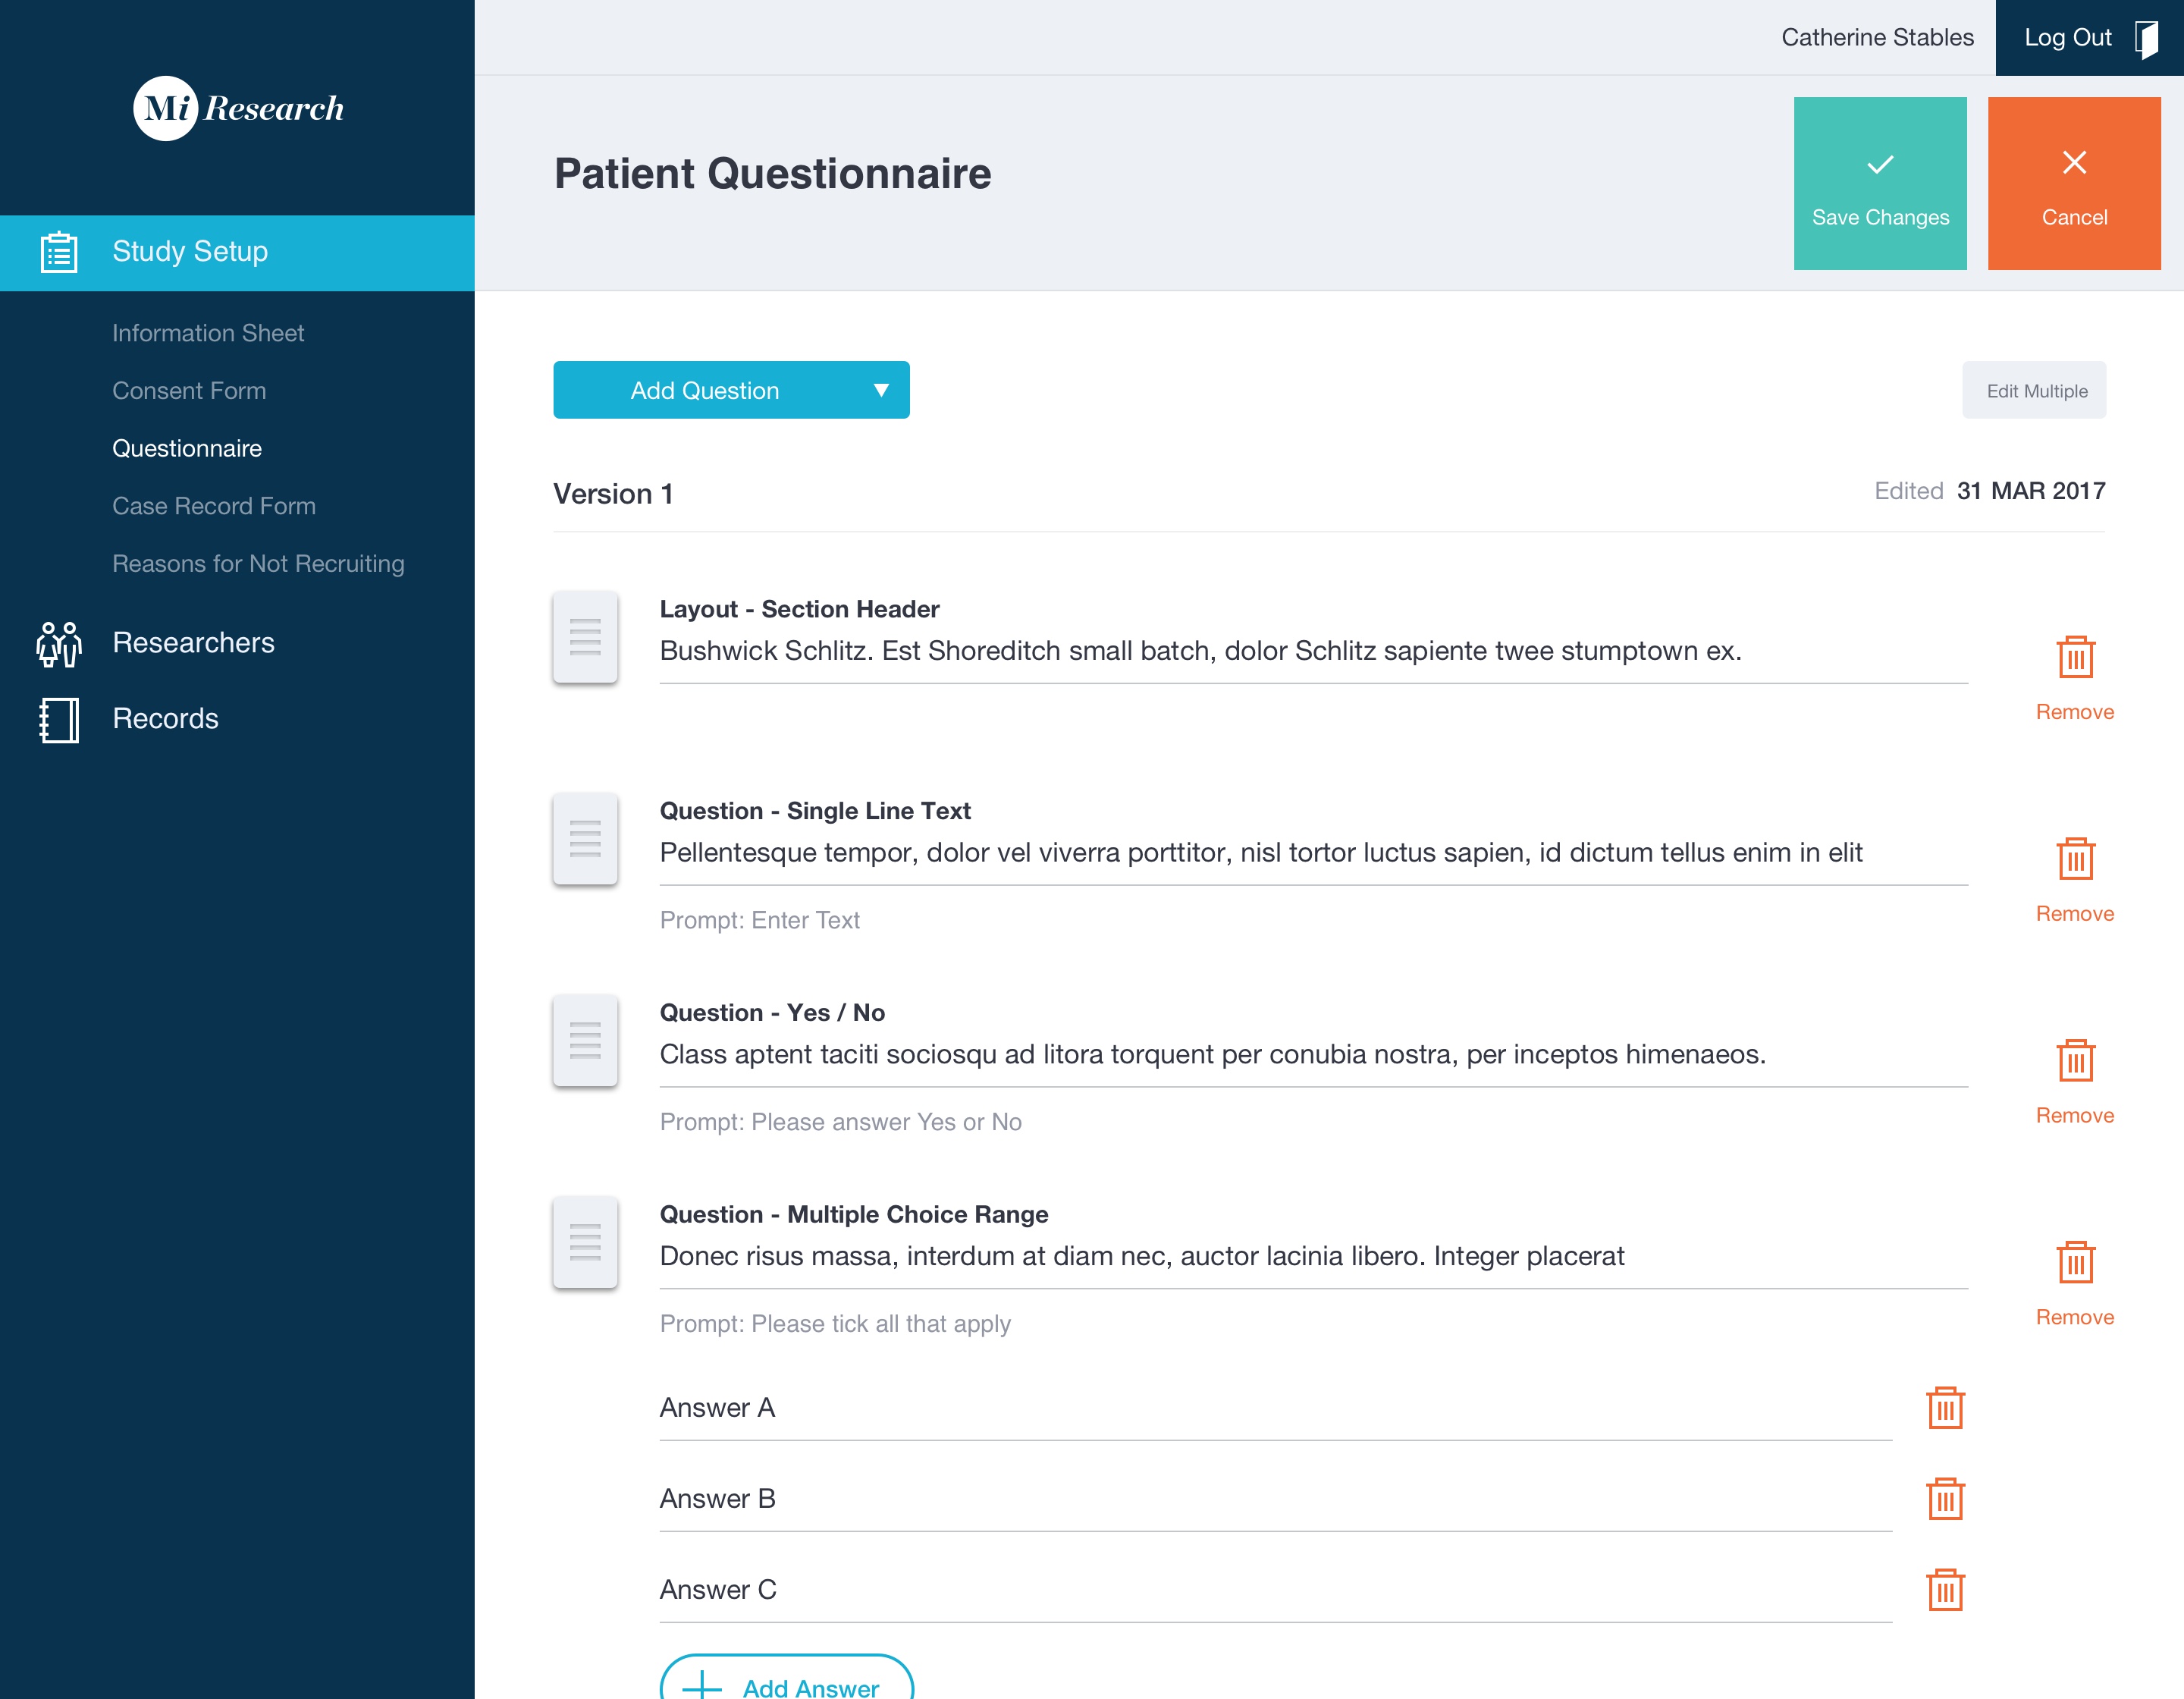 Mi Research
Catherine Stables
Log Out
Patient Questionnaire
Save Changes
Cancel
Study Setup
Information Sheet
Consent Form
Questionnaire
Case Record Form
Reasons for Not Recruiting
Researchers
Records
Add Question
Edit Multiple
Version 1
Edited 31 MAR 2017
Layout - Section Header
Bushwick Schlitz. Est Shoreditch small batch, dolor Schlitz sapiente twee stumptown ex.
Remove
Question - Single Line Text
Pellentesque tempor, dolor vel viverra porttitor, nisl tortor luctus sapien, id dictum tellus enim in elit
Remove
Prompt: Enter Text
Question - Yes / No
Class aptent taciti sociosqu ad litora torquent per conubia nostra, per inceptos himenaeos.
Remove
Prompt: Please answer Yes or No
Question - Multiple Choice Range
Donec risus massa, interdum at diam nec, auctor lacinia libero. Integer placerat
Remove
Prompt: Please tick all that apply
Answer A
Answer B
Answer C
Add Answer